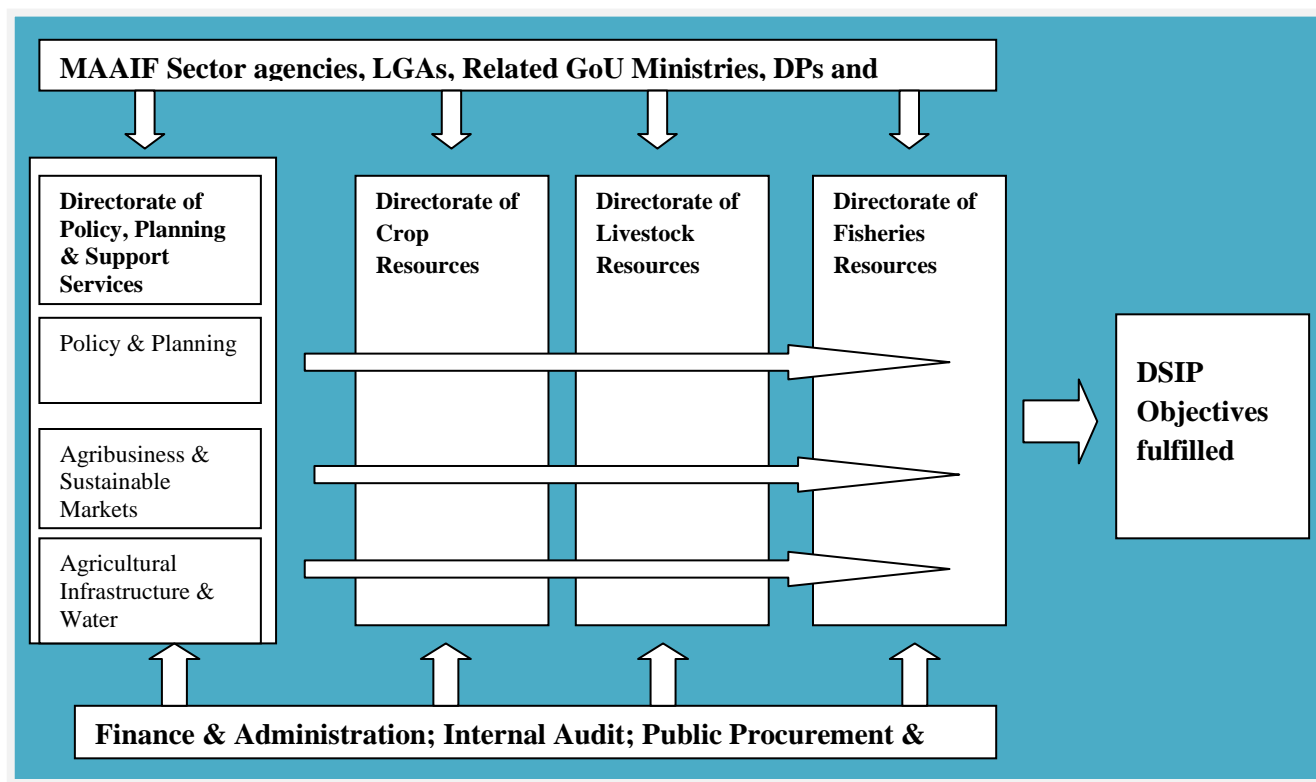 MAAIF Sector agencies, LGAs, Related GoU Ministries, DPs and
Directorate of
Policy, Planning
& Support
Services
Policy & Planning
Agribusiness &
Sustainable
Markets
Agricultural
Infrastructure &
Water
Directorate of
Crop
Resources
Directorate of
Livestock
Resources
Directorate of
Fisheries
Resources
DSIP
Objectives
fulfilled
Finance & Administration; Internal Audit; Public Procurement &